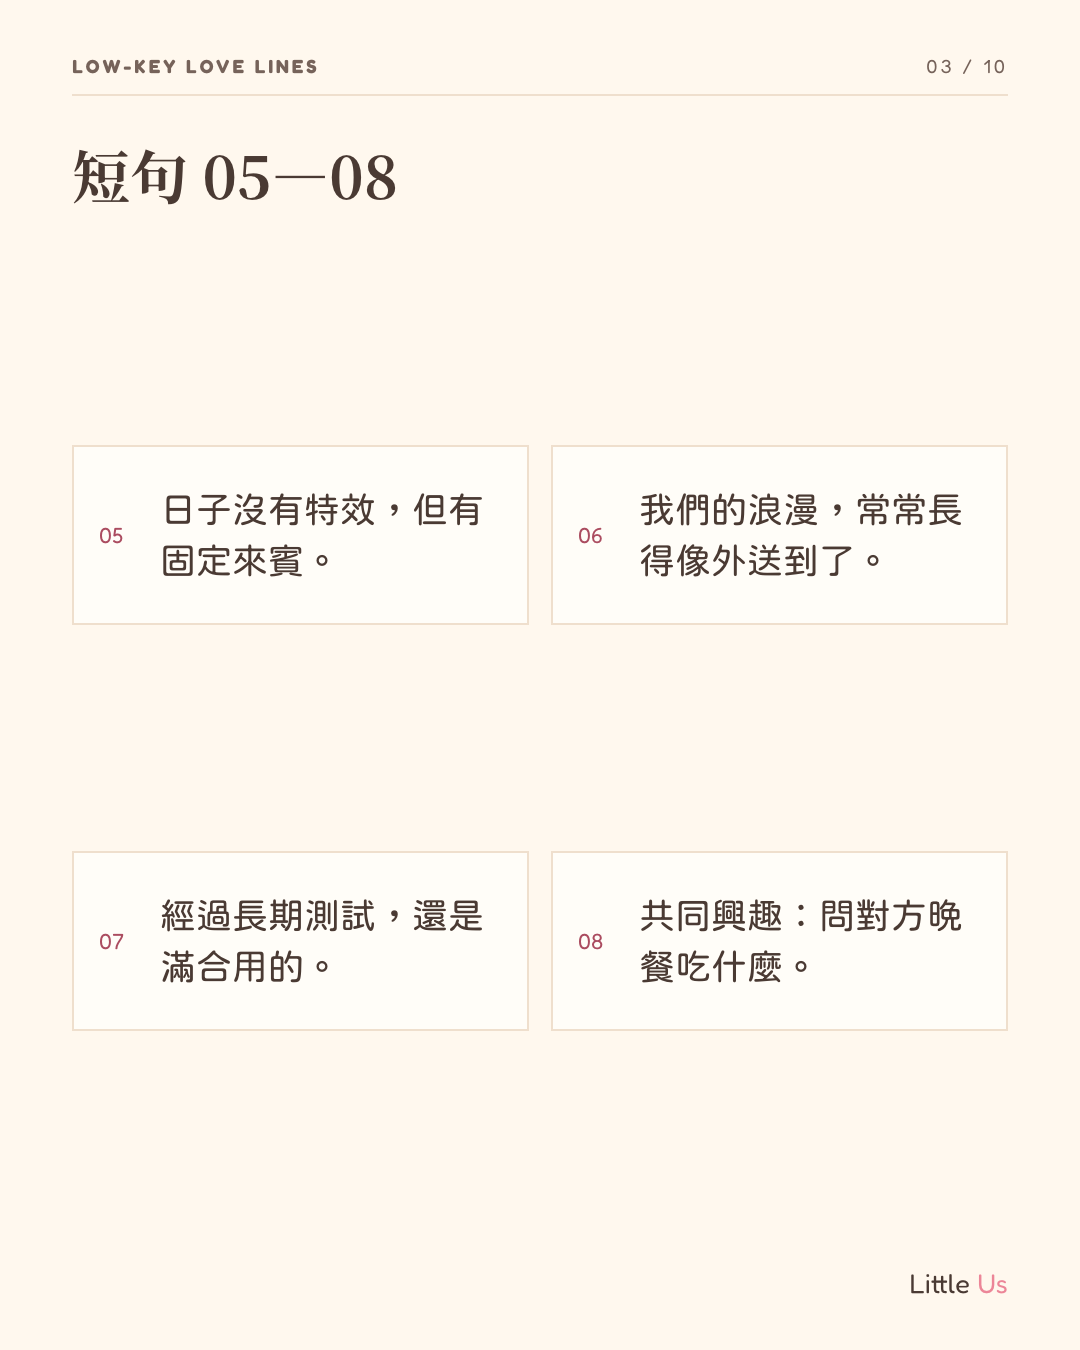 LOW-KEY LOVE LINES
03 / 10
短句 05—08
05
日子沒有特效，但有
固定來賓。
06
我們的浪漫，常常長
得像外送到了。
07
經過長期測試，還是
滿合用的。
08
共同興趣：問對方晚
餐吃什麼。
Little Us